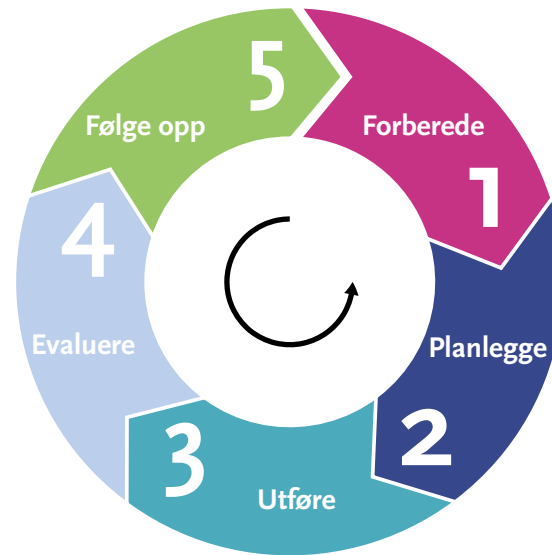 Forberede
1
Planlegge
2
3
Utføre
4
Evaluere
5
Følge opp